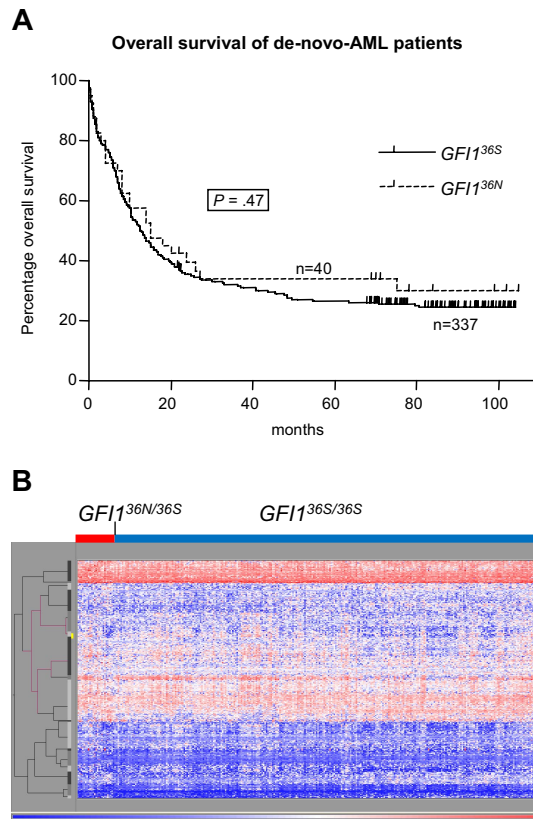 A
Overall survival of de-novo-AML patients
Percentage overall survival
100
80
60
40
20
0
P = .47
GFI1^36S
GFI1^36N
n=40
n=337
0 20 40 60 80 100
months
B
GFI1^36N/36S GFI1^36S/36S